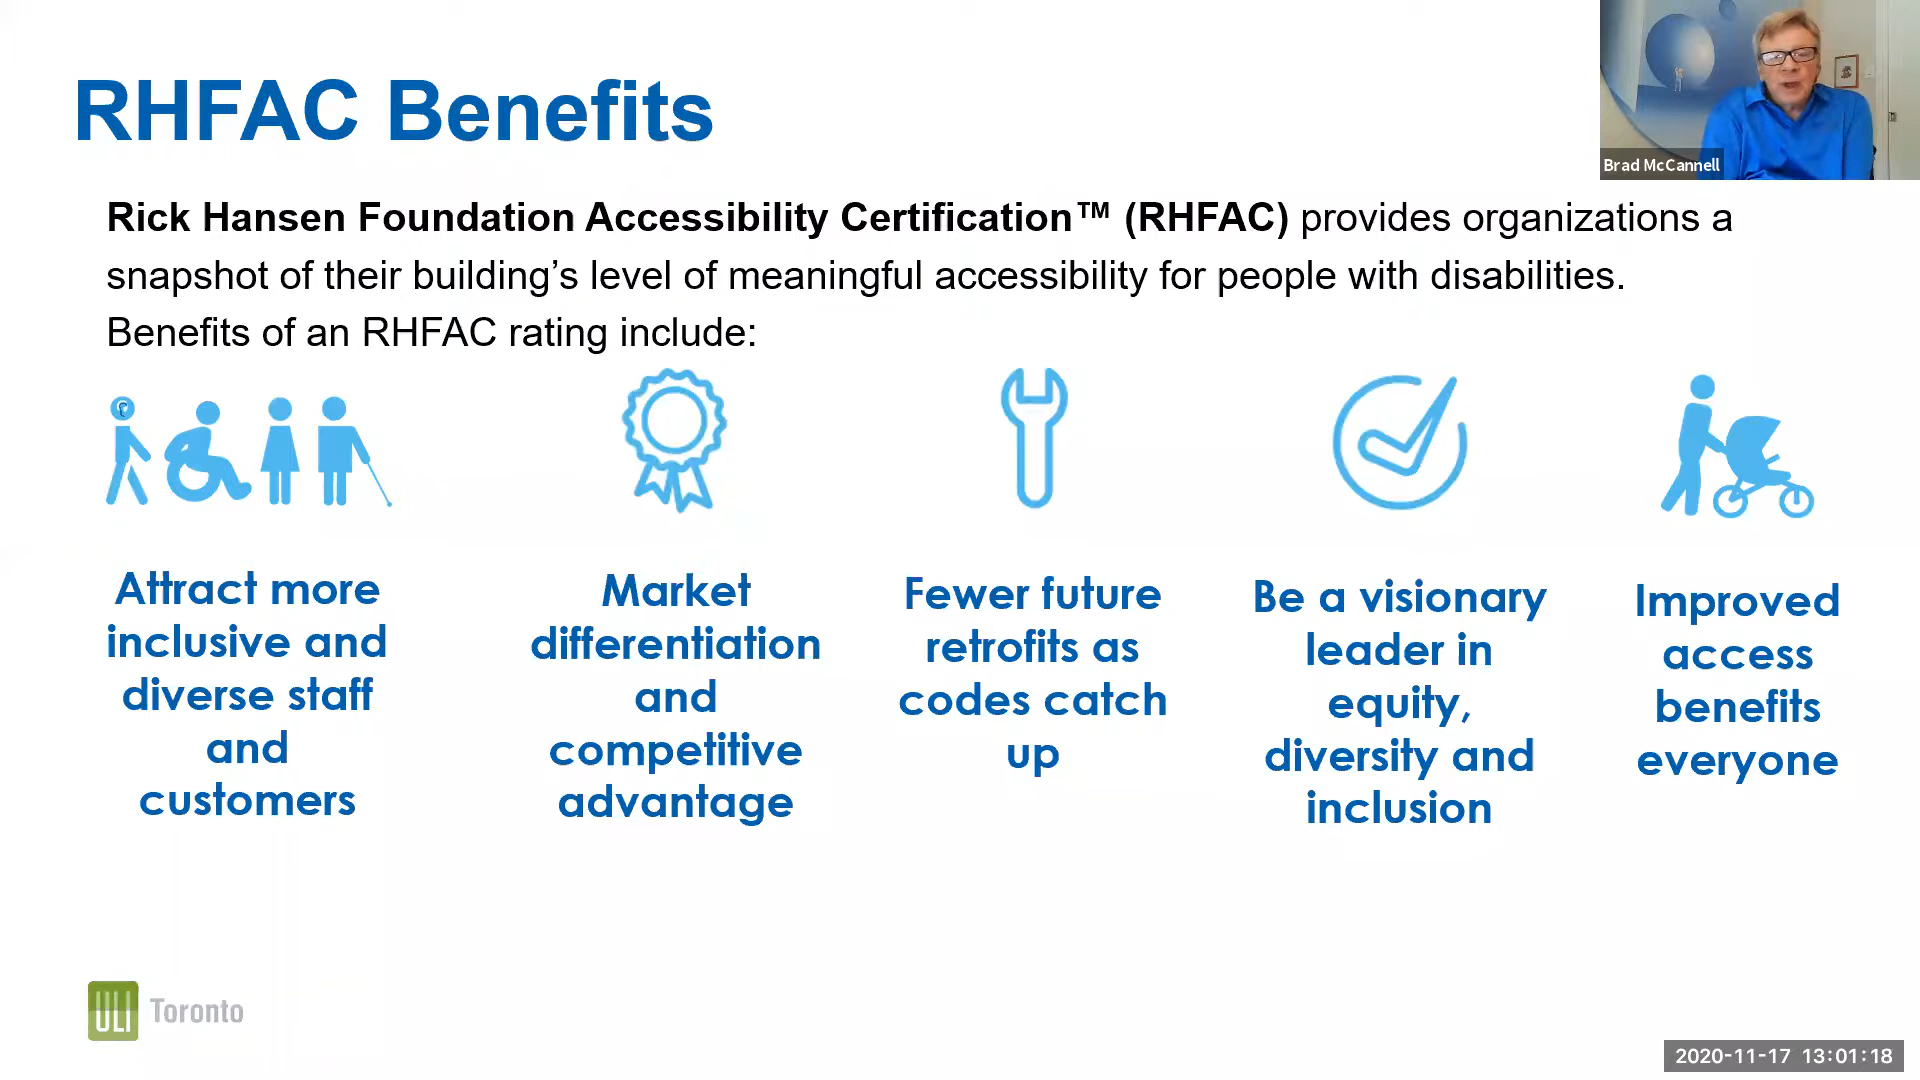 RHFAC Benefits
Brad McCannell
Rick Hansen Foundation Accessibility Certification™ (RHFAC) provides organizations a
snapshot of their building’s level of meaningful accessibility for people with disabilities.
Benefits of an RHFAC rating include:
Attract more
inclusive and
diverse staff
and
customers
Market
differentiation
and
competitive
advantage
Fewer future
retrofits as
codes catch
up
Be a visionary
leader in
equity,
diversity and
inclusion
Improved
access
benefits
everyone
ULI Toronto
2020-11-17 13:01:18